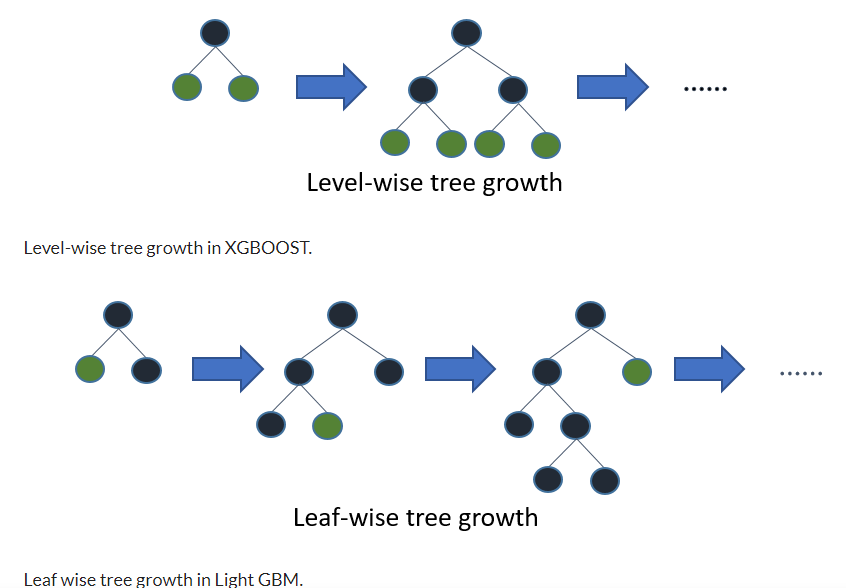 ......
Level-wise tree growth
Level-wise tree growth in XGBOOST.
......
Leaf-wise tree growth
Leaf wise tree growth in Light GBM.